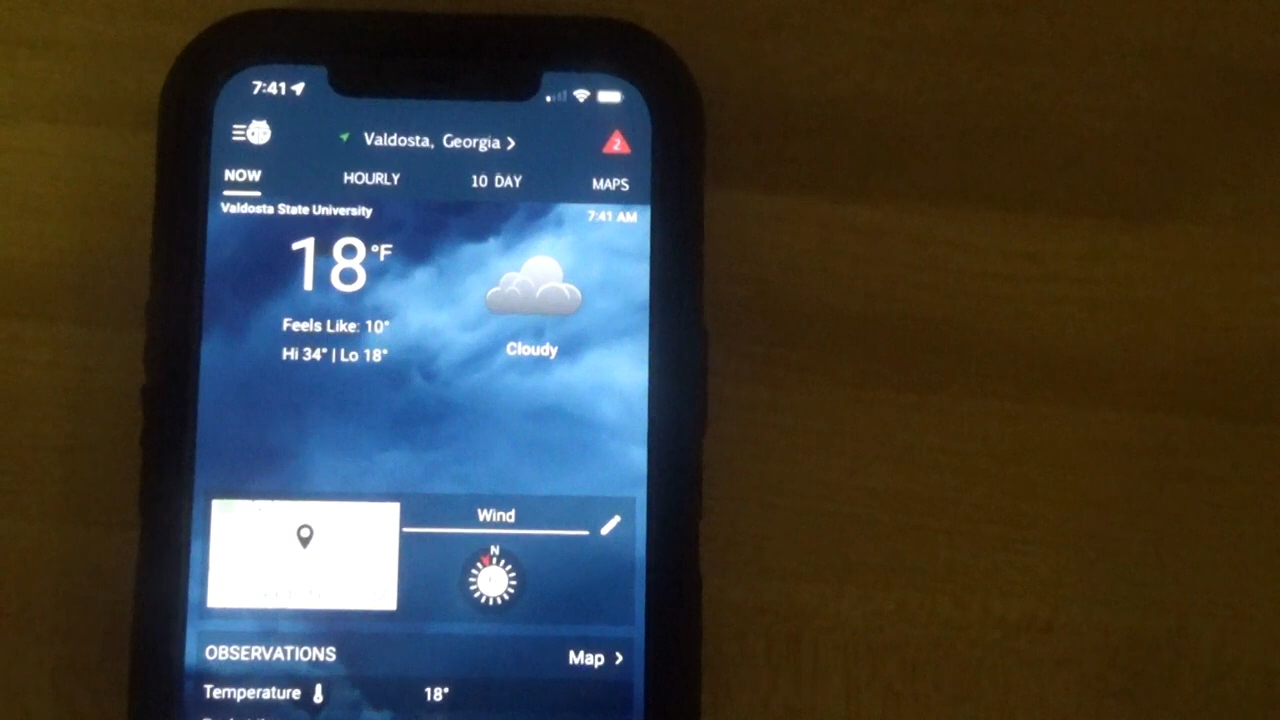 7:41
Valdosta, Georgia >
2
NOW HOURLY 10 DAY MAPS
Valdosta State University 7:41 AM
18°F
Feels Like: 10°
Hi 34° | Lo 18°
Cloudy
Wind
N
OBSERVATIONS Map >
Temperature 18°